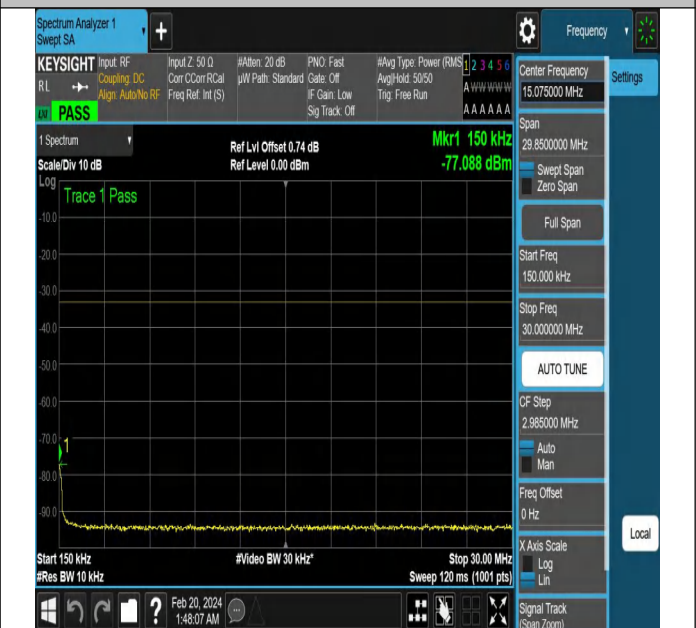 Spectrum Analyzer 1
Swept SA
+
Frequency
KEYSIGHT
RL
LXI
PASS
Input: RF
Coupling: DC
Align: Auto/No RF
Input Z: 50 Ω
Corr CCorr RCal
Freq Ref: Int (S)
#Atten: 20 dB
µW Path: Standard
PNO: Fast
Gate: Off
IF Gain: Low
Sig Track: Off
#Avg Type: Power (RMS
Avg|Hold: 50/50
Trig: Free Run
1 2 3 4 5 6
A W W W W W
A A A A A A
1 Spectrum
Scale/Div 10 dB
Ref Lvl Offset 0.74 dB
Ref Level 0.00 dBm
Mkr1 150 kHz
-77.088 dBm
Log
Trace 1 Pass
-10.0
-20.0
-30.0
-40.0
-50.0
-60.0
-70.0
1
-80.0
-90.0
Start 150 kHz
#Video BW 30 kHz*
Stop 30.00 MHz
#Res BW 10 kHz
Sweep 120 ms (1001 pts)
?
Feb 20, 2024
1:48:07 AM
Center Frequency
15.075000 MHz
Settings
Span
29.8500000 MHz
Swept Span
Zero Span
Full Span
Start Freq
150.000 kHz
Stop Freq
30.000000 MHz
AUTO TUNE
CF Step
2.985000 MHz
Auto
Man
Freq Offset
0 Hz
Local
X Axis Scale
Log
Lin
Signal Track
(Span Zoom)